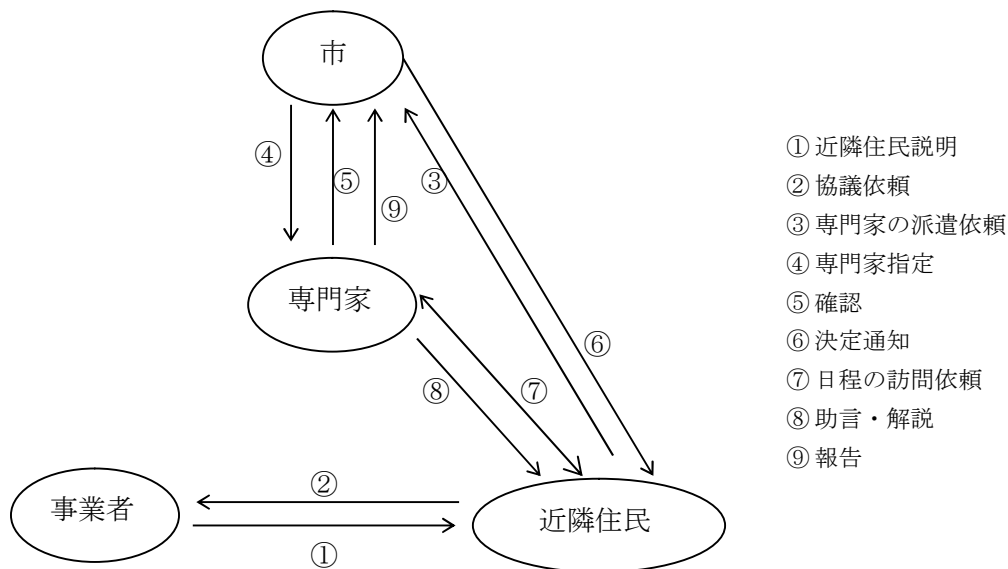 市
④
⑤
⑨
③
専門家
⑥
⑧
⑦
事業者
②
①
近隣住民
① 近隣住民説明
② 協議依頼
③ 専門家の派遣依頼
④ 専門家指定
⑤ 確認
⑥ 決定通知
⑦ 日程の訪問依頼
⑧ 助言・解説
⑨ 報告